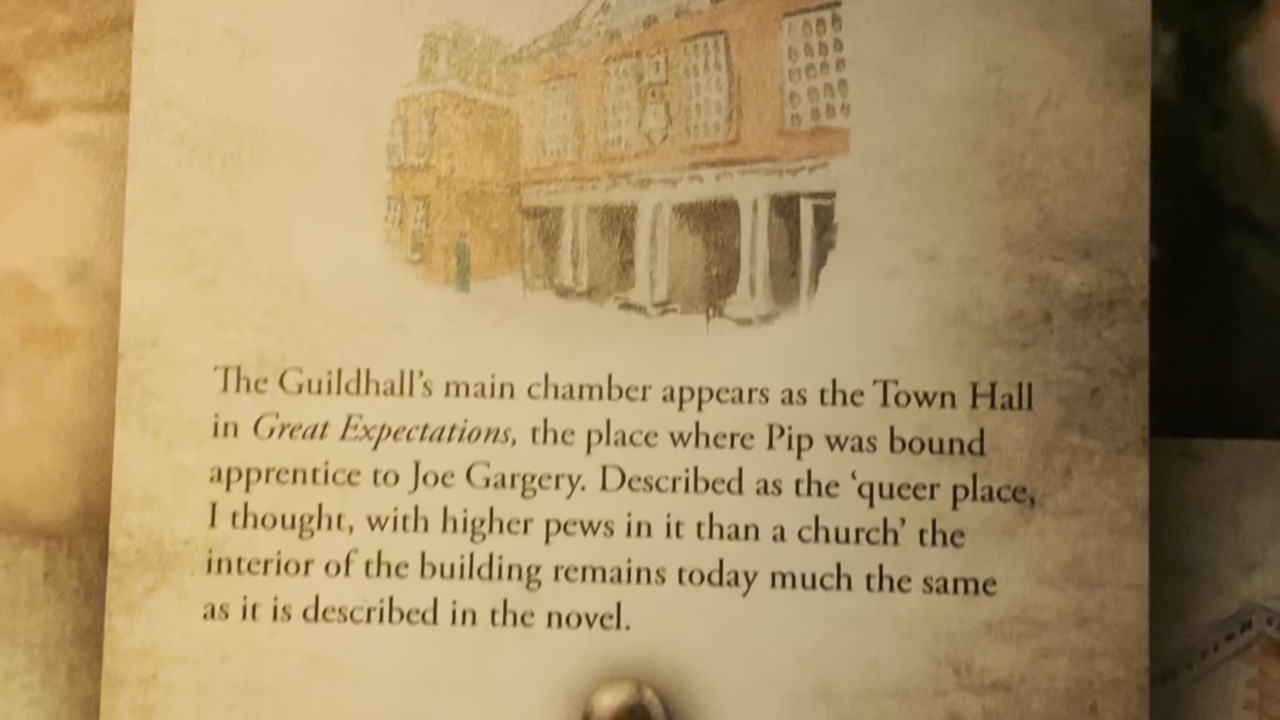 The Guildhall’s main chamber appears as the Town Hall
in Great Expectations, the place where Pip was bound
apprentice to Joe Gargery. Described as the ‘queer place,
I thought, with higher pews in it than a church’ the
interior of the building remains today much the same
as it is described in the novel.